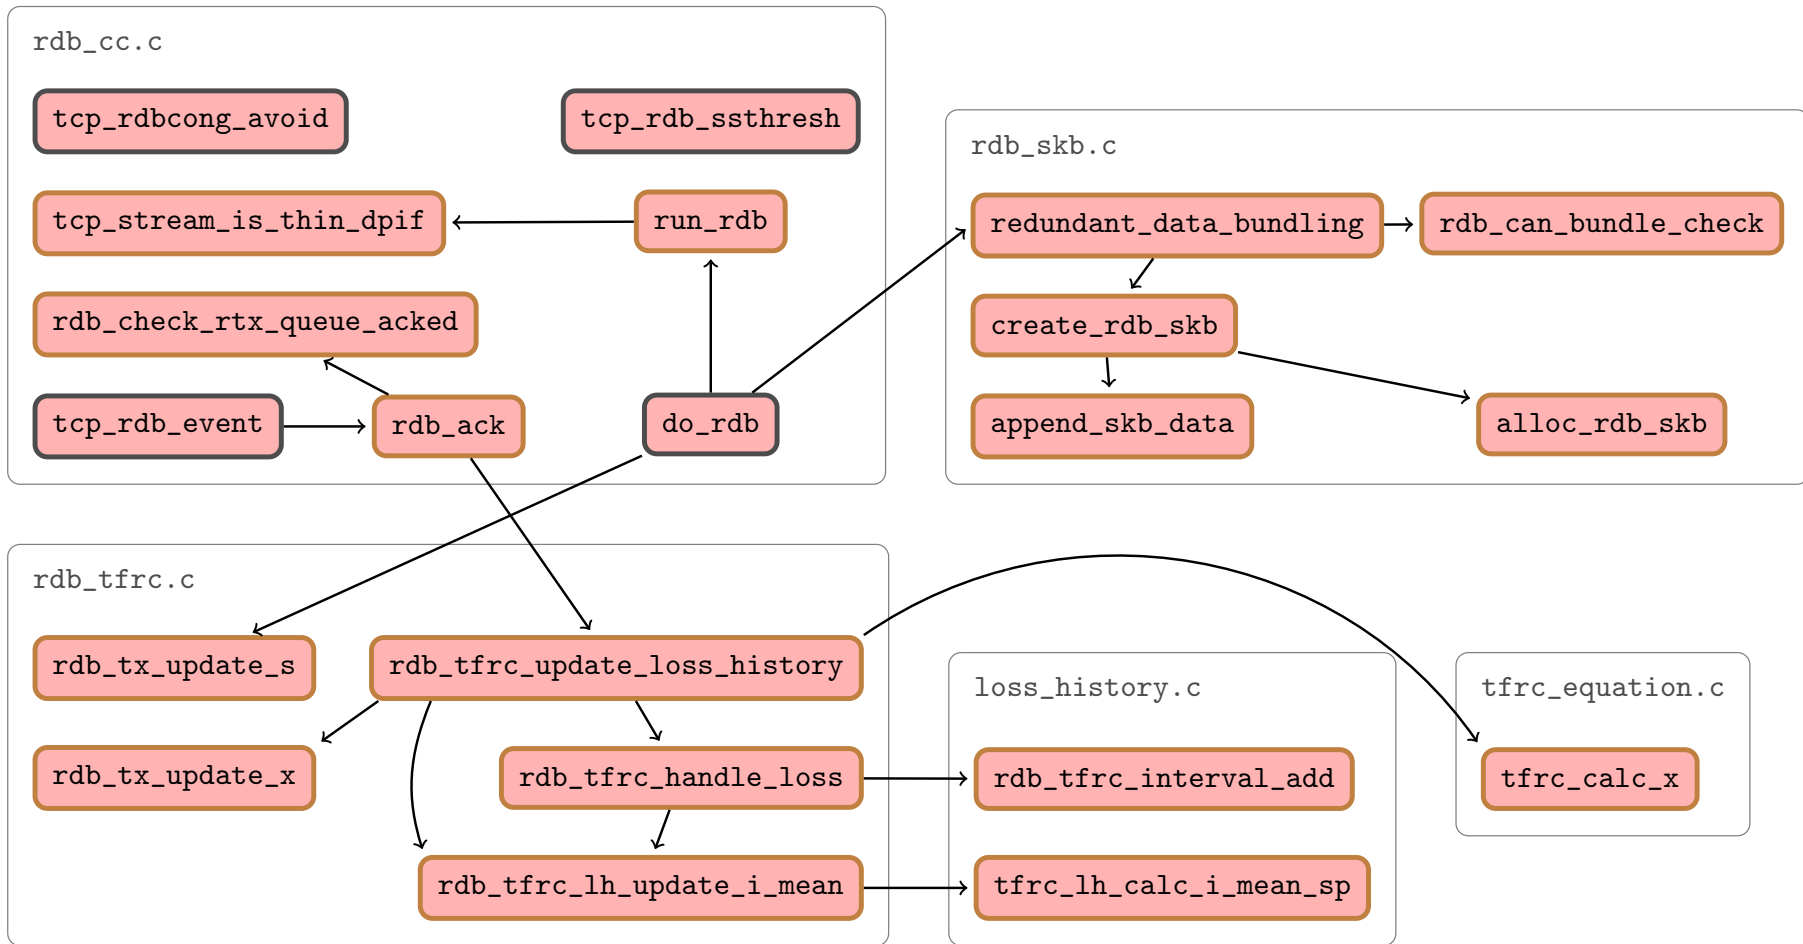 rdb_cc.c
tcp_rdbcong_avoid
tcp_rdb_ssthresh
tcp_stream_is_thin_dpif
run_rdb
rdb_check_rtx_queue_acked
tcp_rdb_event
rdb_ack
do_rdb
rdb_skb.c
redundant_data_bundling
rdb_can_bundle_check
create_rdb_skb
append_skb_data
alloc_rdb_skb
rdb_tfrc.c
rdb_tx_update_s
rdb_tfrc_update_loss_history
rdb_tx_update_x
rdb_tfrc_handle_loss
rdb_tfrc_lh_update_i_mean
loss_history.c
rdb_tfrc_interval_add
tfrc_lh_calc_i_mean_sp
tfrc_equation.c
tfrc_calc_x